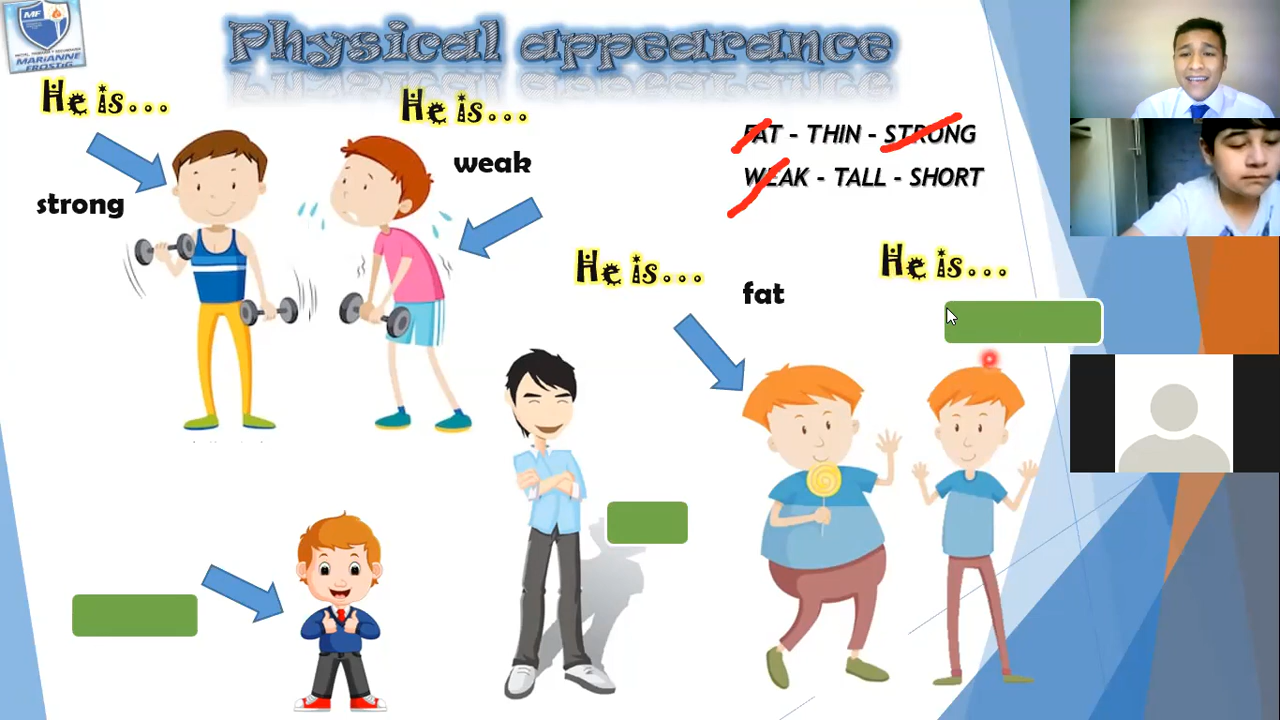 MF
MARIANNE
FROSTIG
Physical appearance
He is...
He is...
weak
strong
FAT - THIN - STRONG
WEAK - TALL - SHORT
He is...
He is...
fat